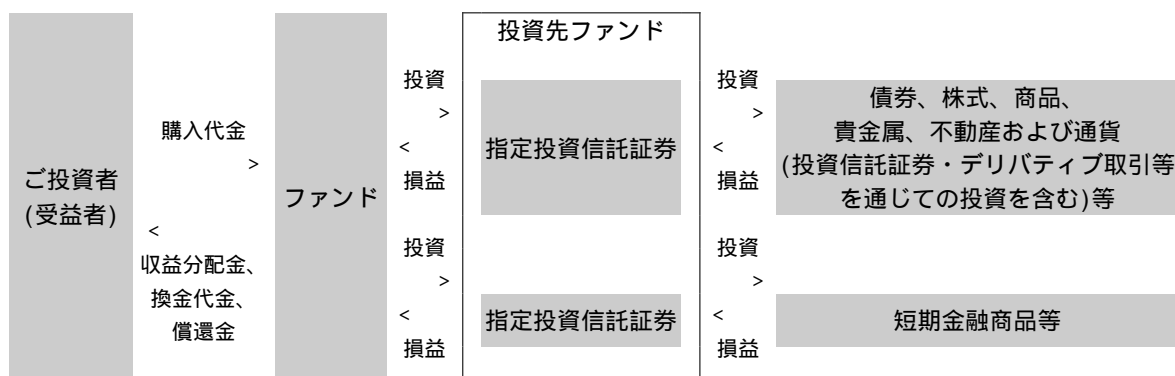 投資先ファンド
ご投資者
(受益者)
購入代金
>
<
収益分配金、
換金代金、
償還金
ファンド
投資
>
<
損益
指定投資信託証券
投資
>
<
損益
債券、株式、商品、
貴金属、不動産および通貨
(投資信託証券・デリバティブ取引等
を通じての投資を含む)等
投資
>
<
損益
指定投資信託証券
投資
>
<
損益
短期金融商品等